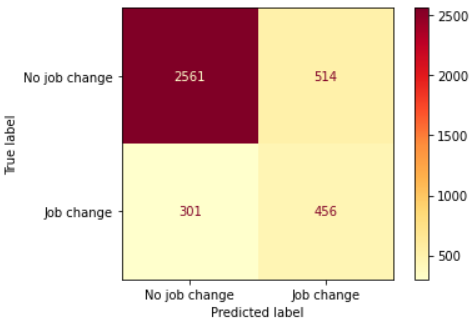 No job change
Job change
True label
2561
514
301
456
No job change
Job change
Predicted label
2500
2000
1500
1000
500